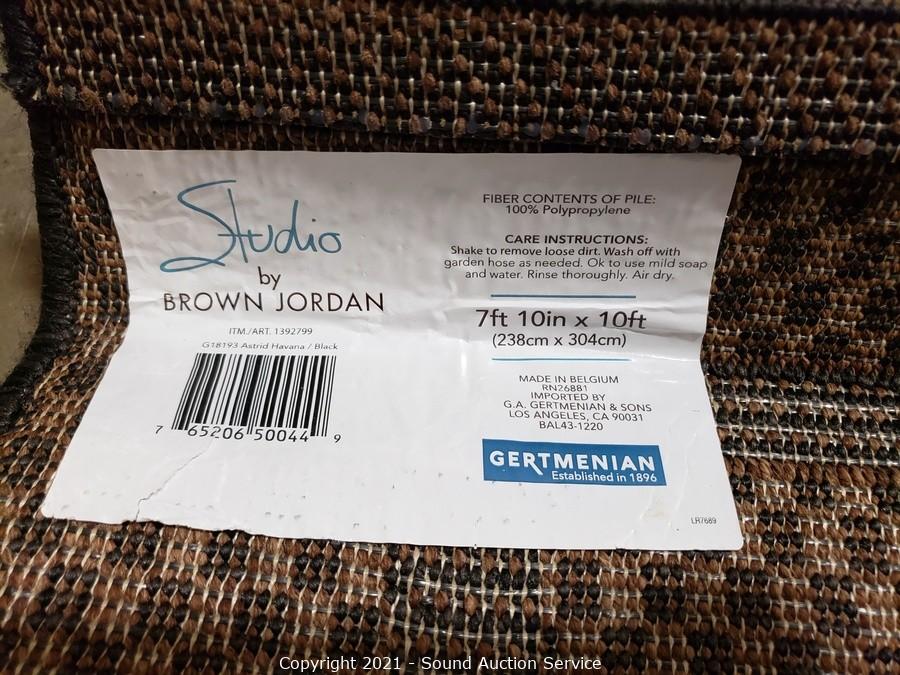 Studio
by
BROWN JORDAN
ITM./ART. 1392799
G18193 Astrid Havana / Black
7 65206 50044 9
FIBER CONTENTS OF PILE:
100% Polypropylene
CARE INSTRUCTIONS:
Shake to remove loose dirt. Wash off with
garden hose as needed. Ok to use mild soap
and water. Rinse thoroughly. Air dry.
7ft 10in x 10ft
(238cm x 304cm)
MADE IN BELGIUM
RN26881
IMPORTED BY
G.A. GERTMENIAN & SONS
LOS ANGELES, CA 90031
BAL43-1220
GERTMENIAN
Established in 1896
LR7689
Copyright 2021 - Sound Auction Service